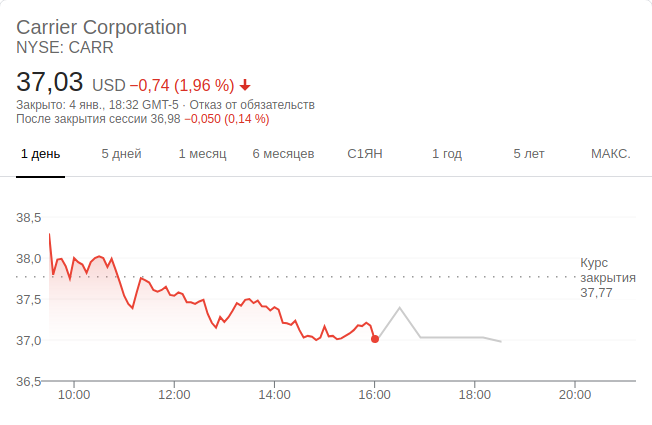 Carrier Corporation
NYSE: CARR
37,03 USD −0,74 (1,96 %)
Закрыто: 4 янв., 18:32 GMT-5 · Отказ от обязательств
После закрытия сессии 36,98 −0,050 (0,14 %)
1 день 5 дней 1 месяц 6 месяцев С1ЯН 1 год 5 лет МАКС.
38,5
38,0
Курс
закрытия
37,77
37,5
37,0
36,5
10:00 12:00 14:00 16:00 18:00 20:00